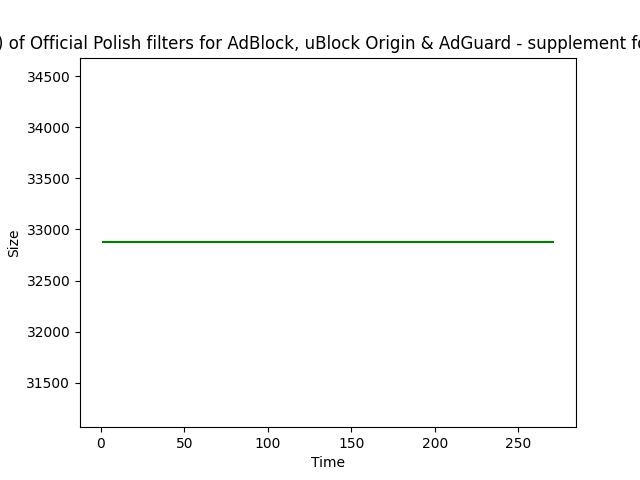 ) of Official Polish filters for AdBlock, uBlock Origin & AdGuard - supplement fo
34500
34000
33500
33000
32500
32000
31500
Size
0 50 100 150 200 250
Time